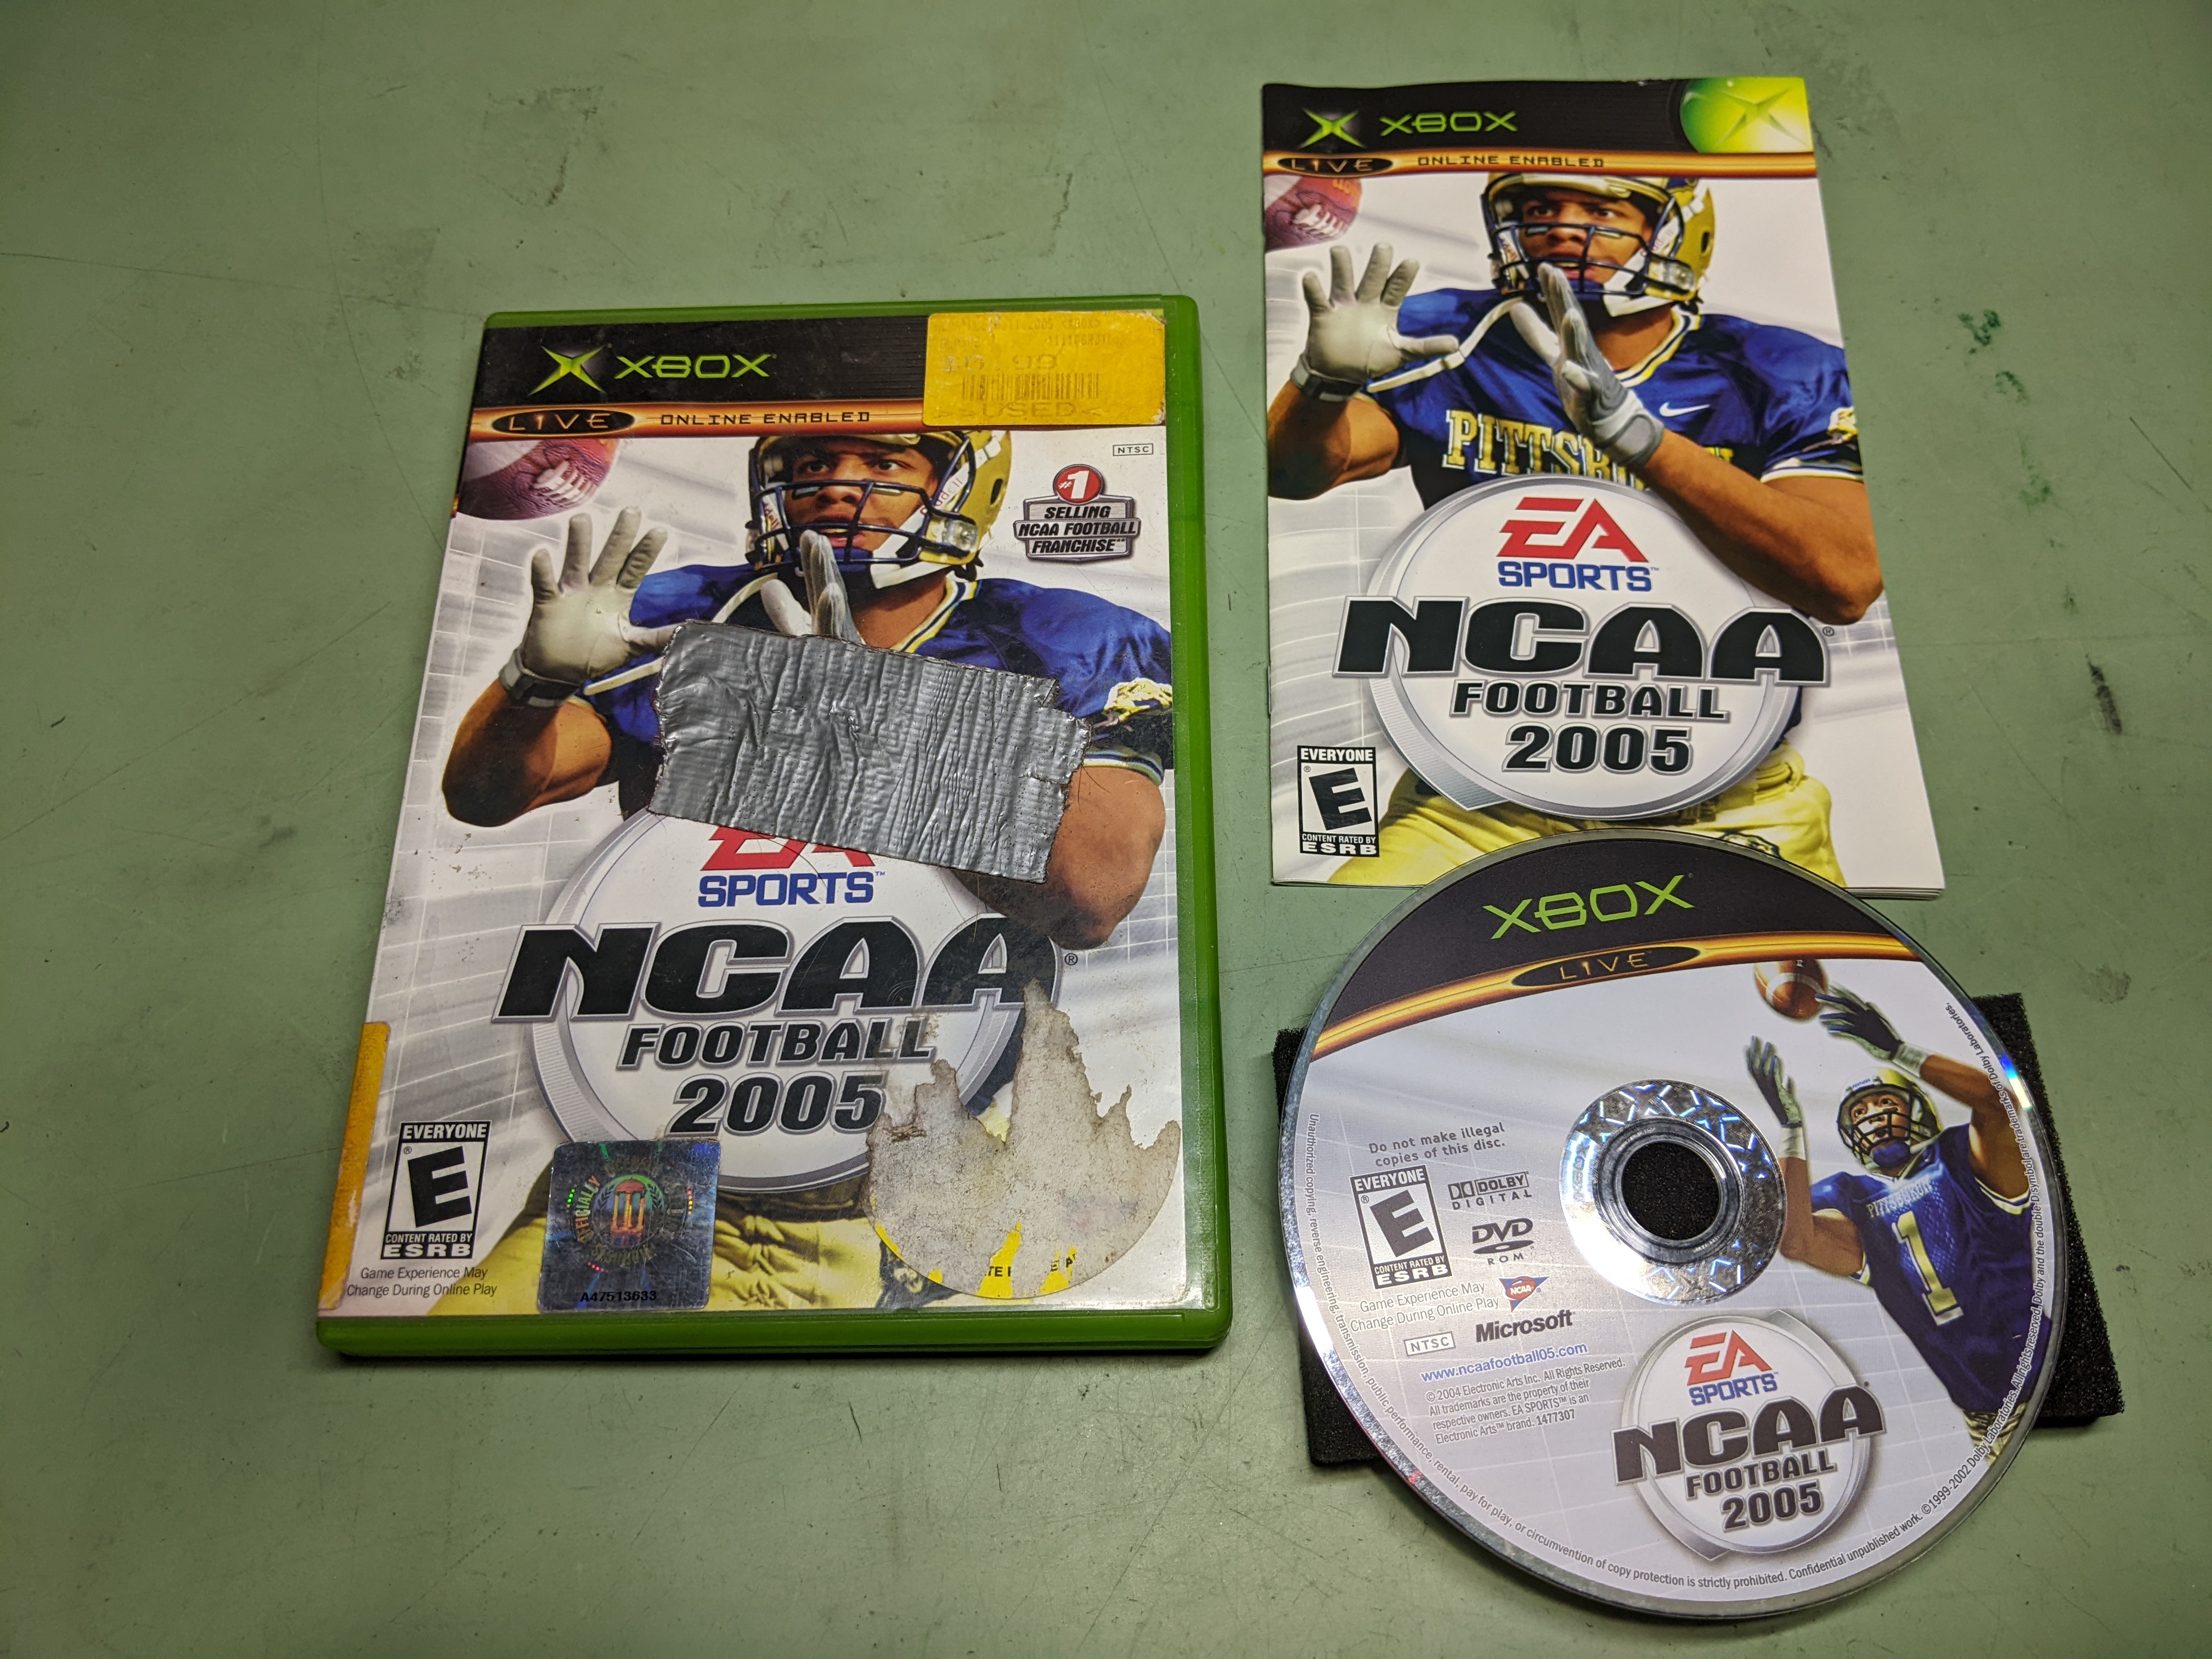 XBOX
LIVE ONLINE ENABLED
>>USED<
NTSC
#1
SELLING
NCAA FOOTBALL
FRANCHISE**
EA
SPORTS™
NCAA®
FOOTBALL
2005
EVERYONE
E
CONTENT RATED BY
ESRB
Game Experience May
Change During Online Play
OFFICIALLY
A47513633
XBOX
LIVE ONLINE ENABLED
PITTSBURGH
EA
SPORTS™
NCAA®
FOOTBALL
2005
EVERYONE
E
CONTENT RATED BY
ESRB
XBOX®
LIVE
Do not make illegal
copies of this disc.
EVERYONE
E
CONTENT RATED BY
ESRB
DOLBY
DIGITAL
DVD
ROM
Game Experience May
Change During Online Play
NCAA
NTSC
Microsoft
www.ncaafootball05.com
© 2004 Electronic Arts Inc. All Rights Reserved.
All trademarks are the property of their
respective owners. EA SPORTS™ is an
Electronic Arts™ brand. 1477307
PITTSBURGH
1
EA
SPORTS™
NCAA®
FOOTBALL
2005
Unauthorized copying, reverse engineering, transmission, public performance, rental, pay for play, or circumvention of copy protection is strictly prohibited. Confidential unpublished work. ©1999-2002 Dolby Laboratories. All rights reserved. Dolby and the double-D symbol are trademarks of Dolby Laboratories.